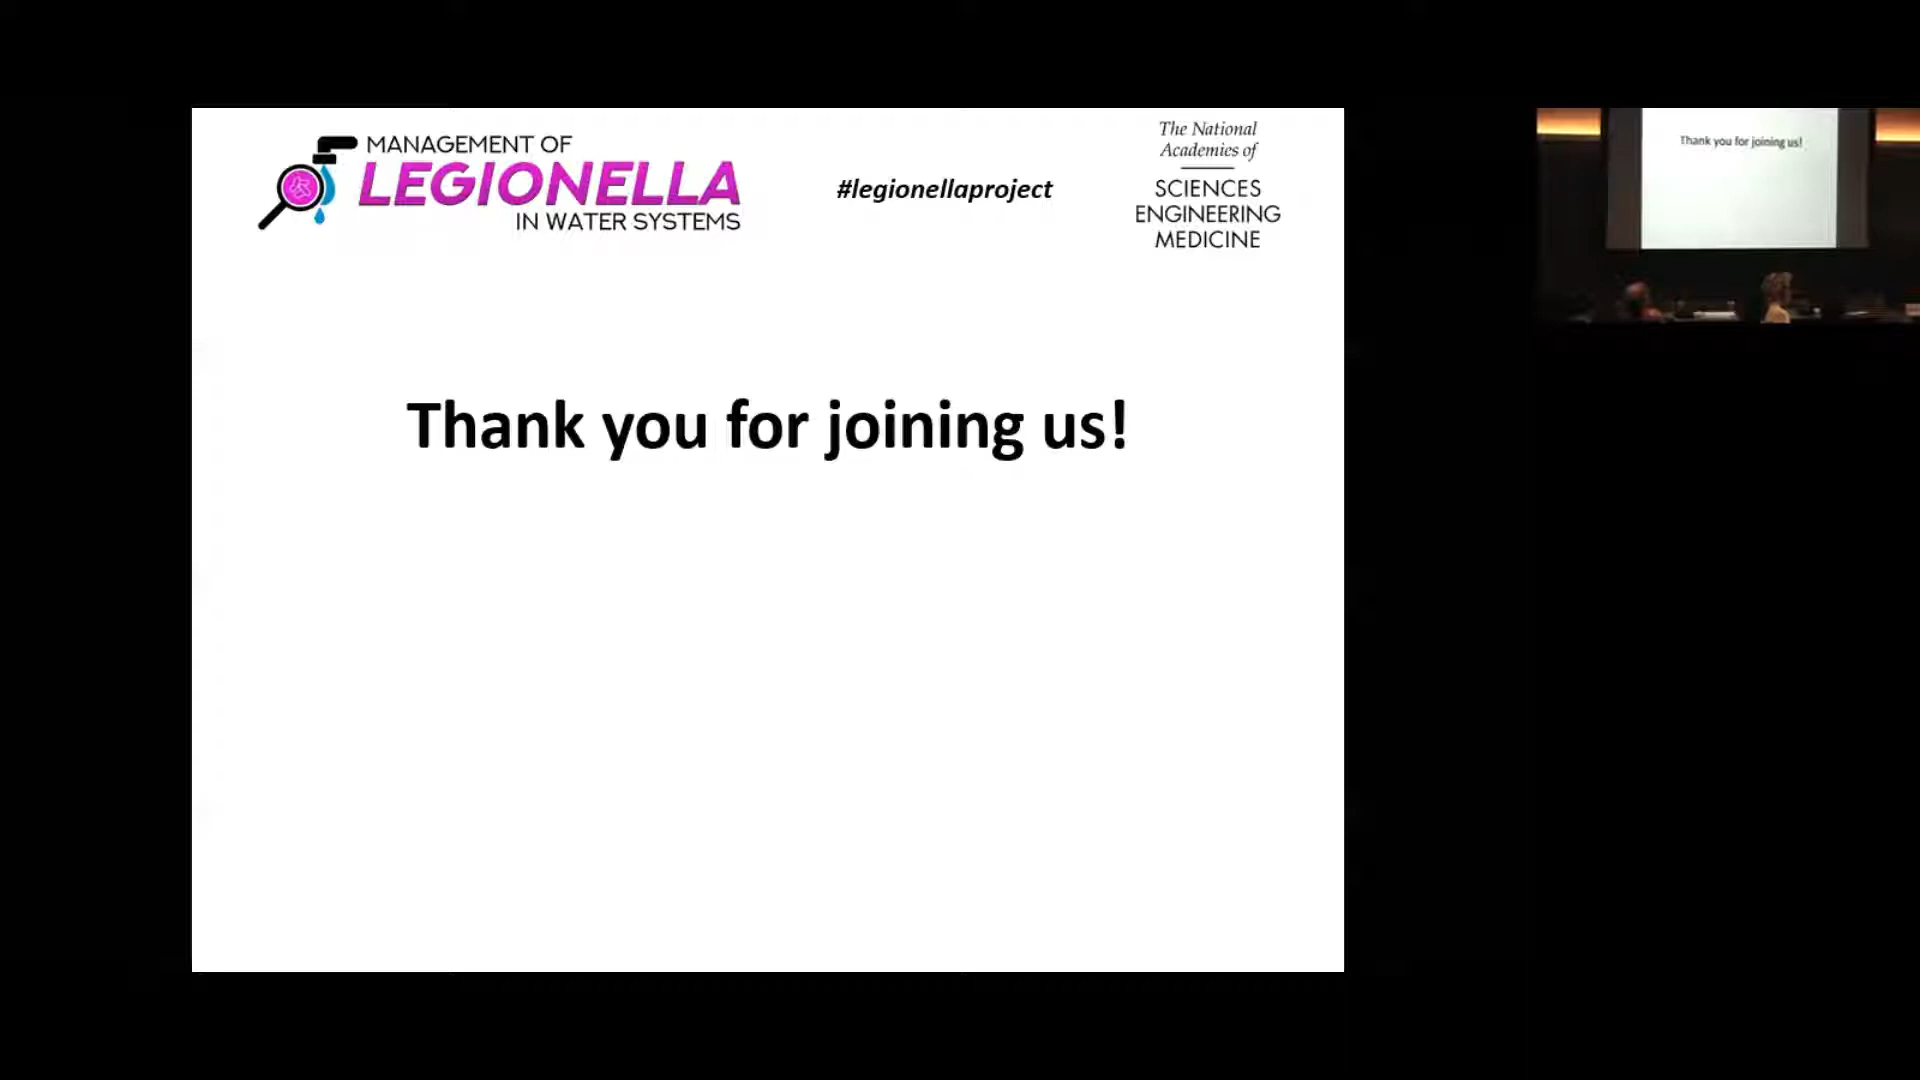 MANAGEMENT OF
LEGIONELLA
IN WATER SYSTEMS
#legionellaproject
The National
Academies of
SCIENCES
ENGINEERING
MEDICINE
Thank you for joining us!
Thank you for joining us!